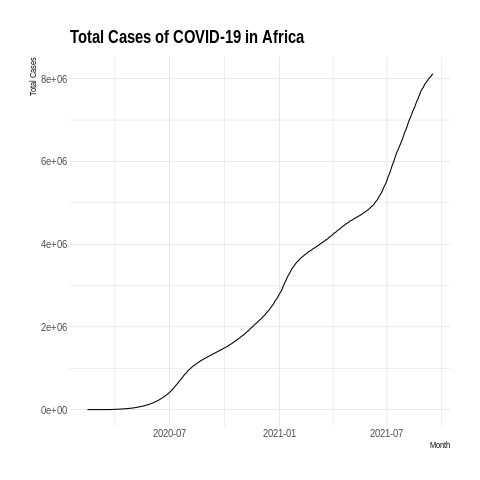 Total Cases of COVID-19 in Africa
Total Cases
8e+06
6e+06
4e+06
2e+06
0e+00
2020-07 2021-01 2021-07
Month